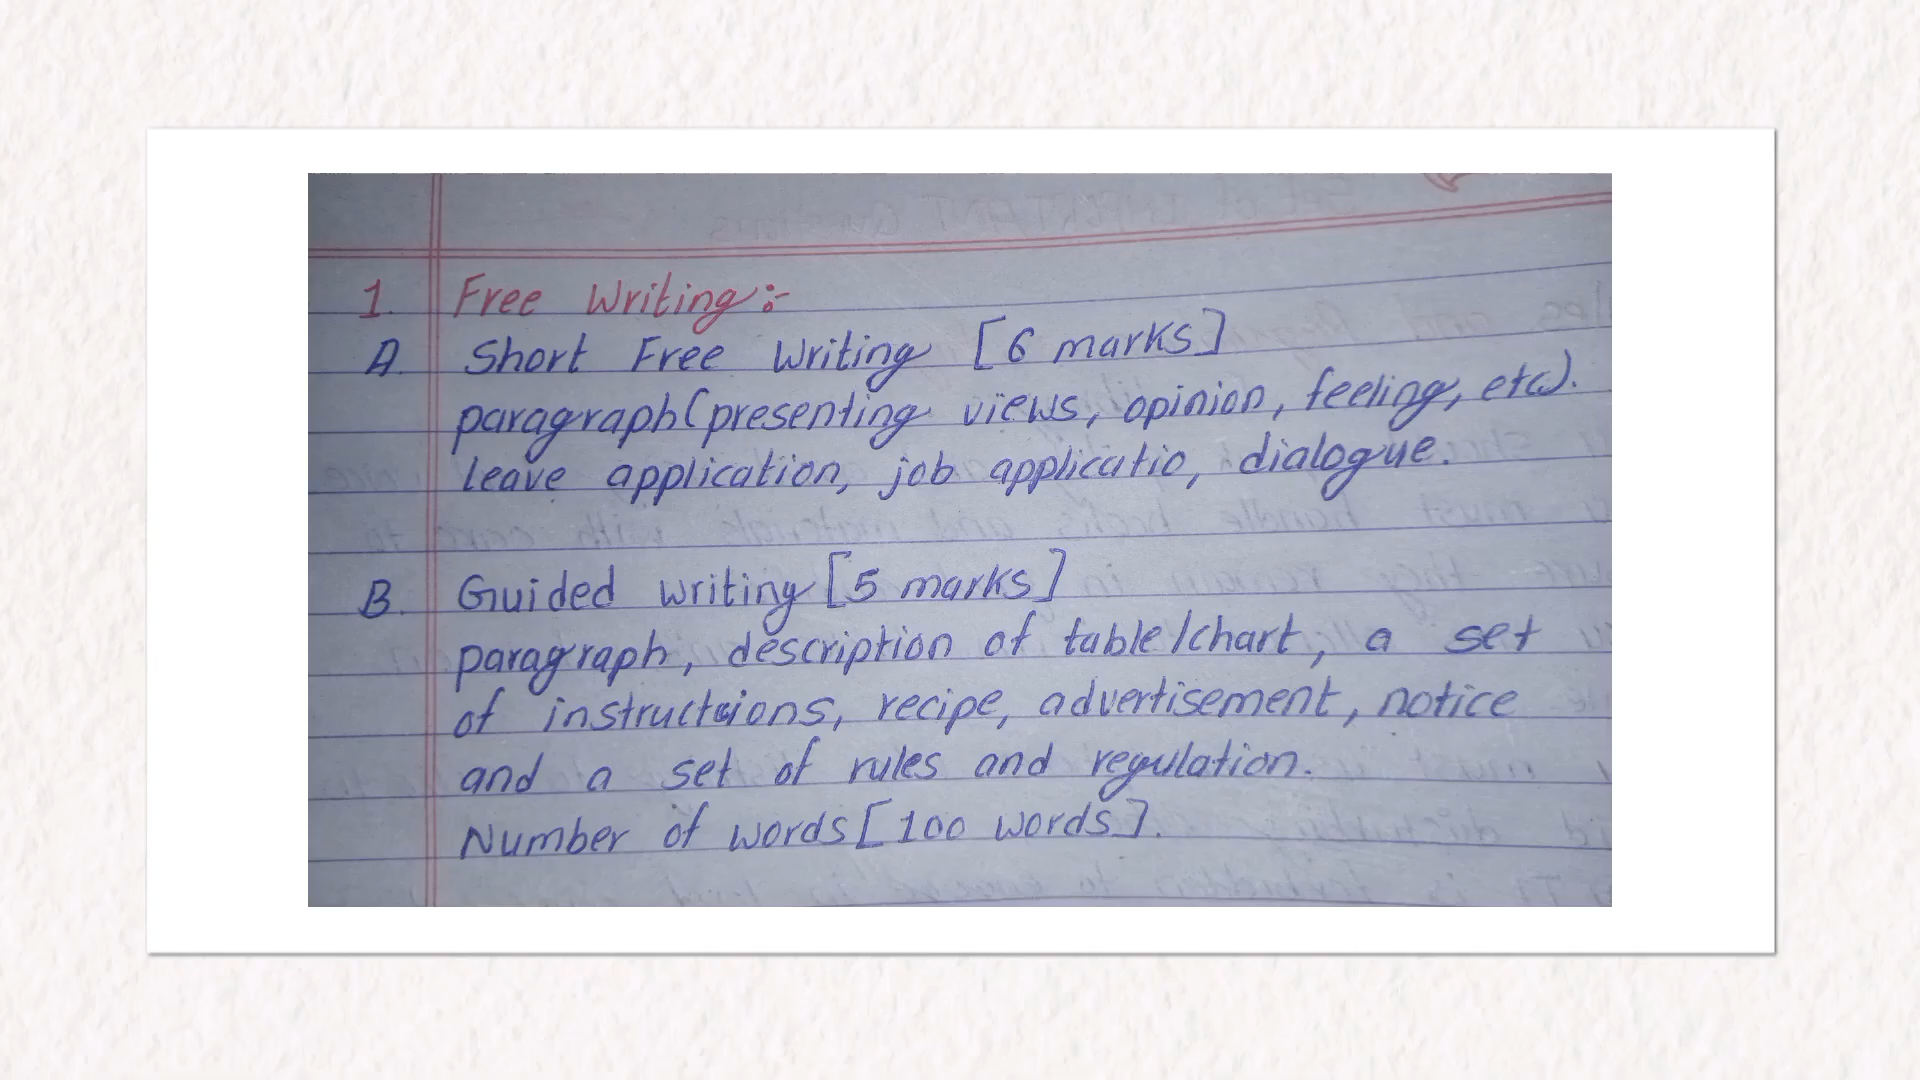 1. Free Writing:-
A. Short Free Writing [6 marks]
paragraph(presenting views, opinion, feeling, etc).
leave application, job applicatio, dialogue.
B. Guided writing [5 marks]
paragraph, description of table/chart, a set
of instructions, recipe, advertisement, notice
and a set of rules and regulation.
Number of words [100 words].